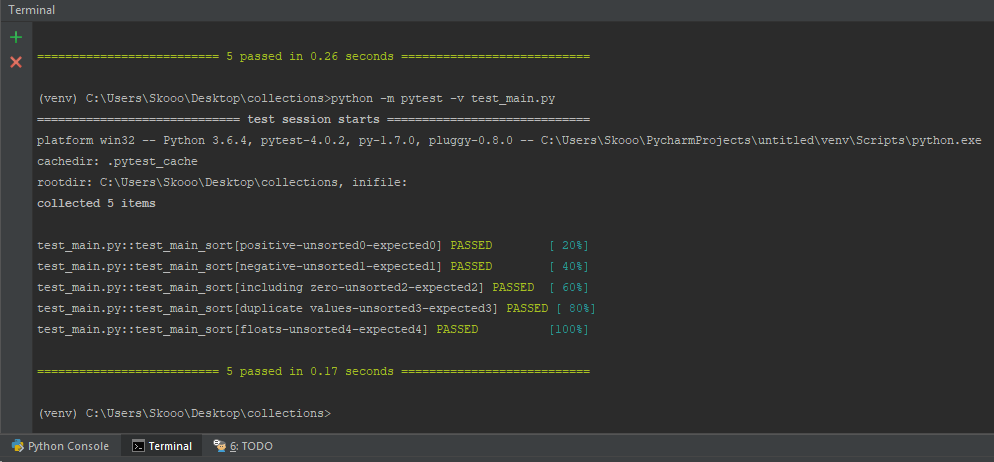 Terminal
========================== 5 passed in 0.26 seconds ===========================
(venv) C:\Users\Skooo\Desktop\collections>python -m pytest -v test_main.py
============================= test session starts =============================
platform win32 -- Python 3.6.4, pytest-4.0.2, py-1.7.0, pluggy-0.8.0 -- C:\Users\Skooo\PycharmProjects\untitled\venv\Scripts\python.exe
cachedir: .pytest_cache
rootdir: C:\Users\Skooo\Desktop\collections, inifile:
collected 5 items
test_main.py::test_main_sort[positive-unsorted0-expected0] PASSED        [ 20%]
test_main.py::test_main_sort[negative-unsorted1-expected1] PASSED        [ 40%]
test_main.py::test_main_sort[including zero-unsorted2-expected2] PASSED  [ 60%]
test_main.py::test_main_sort[duplicate values-unsorted3-expected3] PASSED [ 80%]
test_main.py::test_main_sort[floats-unsorted4-expected4] PASSED          [100%]
========================== 5 passed in 0.17 seconds ===========================
(venv) C:\Users\Skooo\Desktop\collections>
Python Console Terminal 6: TODO